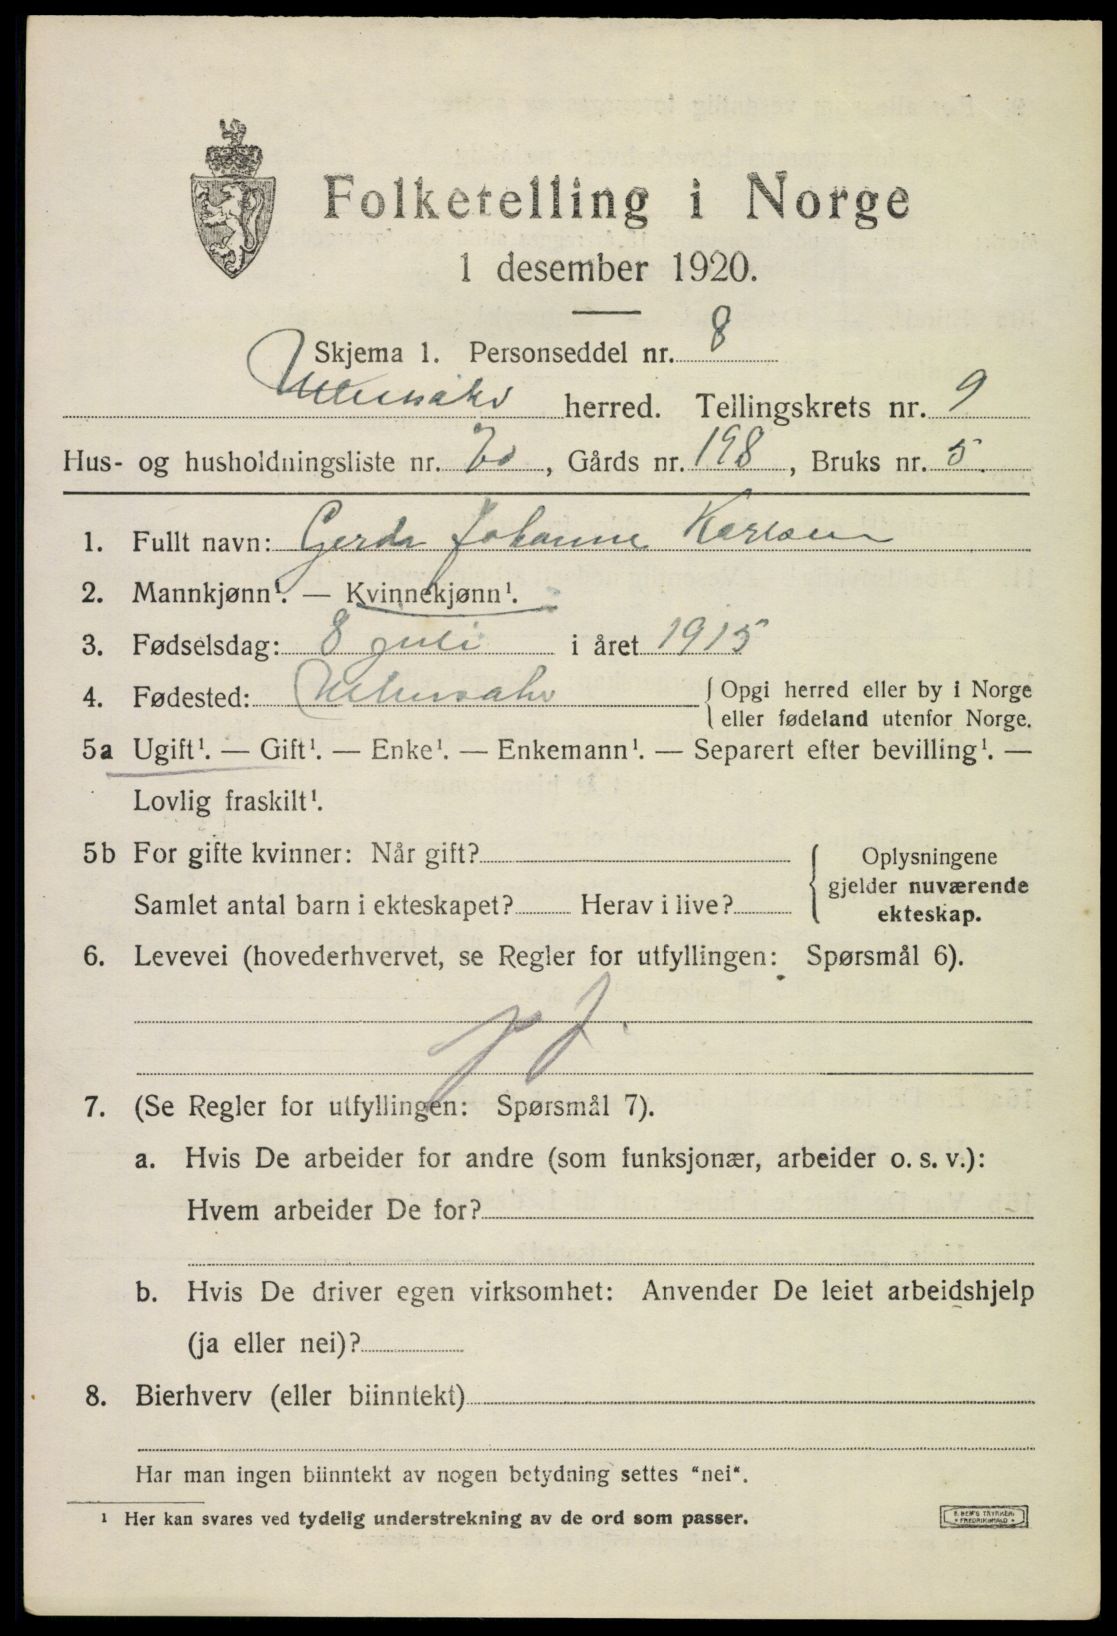 Folketelling i Norge
1 desember 1920.
Skjema 1. Personseddel nr. 8
Ullensaker herred. Tellingskrets nr. 9
Hus- og husholdningsliste nr. 70, Gårds nr. 198, Bruks nr. 5.
1. Fullt navn: Gerda Johanne Karlsen
2. Mannkjønn¹. — Kvinnekjønn¹.
3. Fødselsdag: 8 juli i året 1915
4. Fødested: Ullensaker { Opgi herred eller by i Norge
eller fødeland utenfor Norge.
5a Ugift¹. — Gift¹. — Enke¹. — Enkemann¹. — Separert efter bevilling¹. —
Lovlig fraskilt¹.
5b For gifte kvinner: Når gift? { Oplysningene
gjelder nuværende
Samlet antal barn i ekteskapet? Herav i live? ekteskap.
6. Levevei (hovederhvervet, se Regler for utfyllingen: Spørsmål 6).
7. (Se Regler for utfyllingen: Spørsmål 7).
a. Hvis De arbeider for andre (som funksjonær, arbeider o. s. v.):
Hvem arbeider De for?
b. Hvis De driver egen virksomhet: Anvender De leiet arbeidshjelp
(ja eller nei)?
8. Bierhverv (eller biinntekt)
Har man ingen biinntekt av nogen betydning settes "nei".
¹ Her kan svares ved tydelig understrekning av de ord som passer.